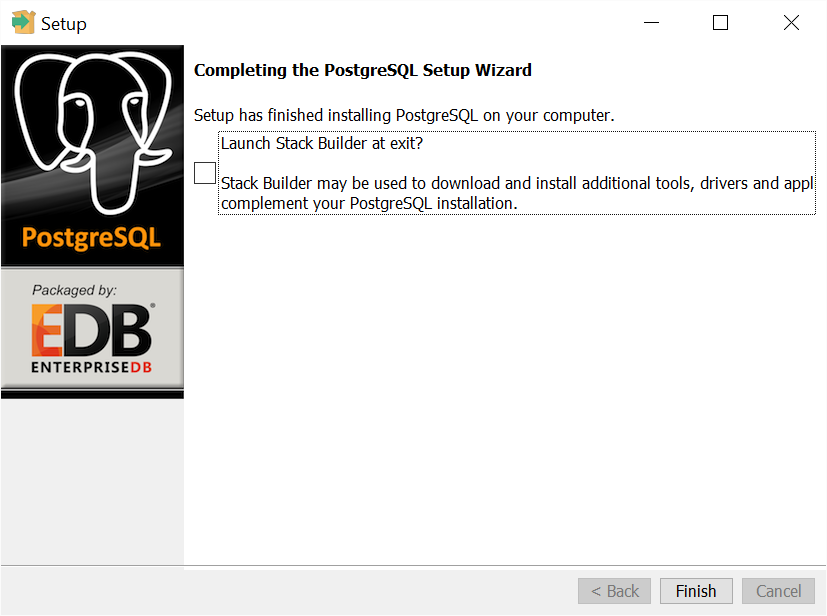 Setup
Completing the PostgreSQL Setup Wizard
Setup has finished installing PostgreSQL on your computer.
Launch Stack Builder at exit?
Stack Builder may be used to download and install additional tools, drivers and appl
complement your PostgreSQL installation.
PostgreSQL
Packaged by:
EDB
ENTERPRISEDB
< Back
Finish
Cancel